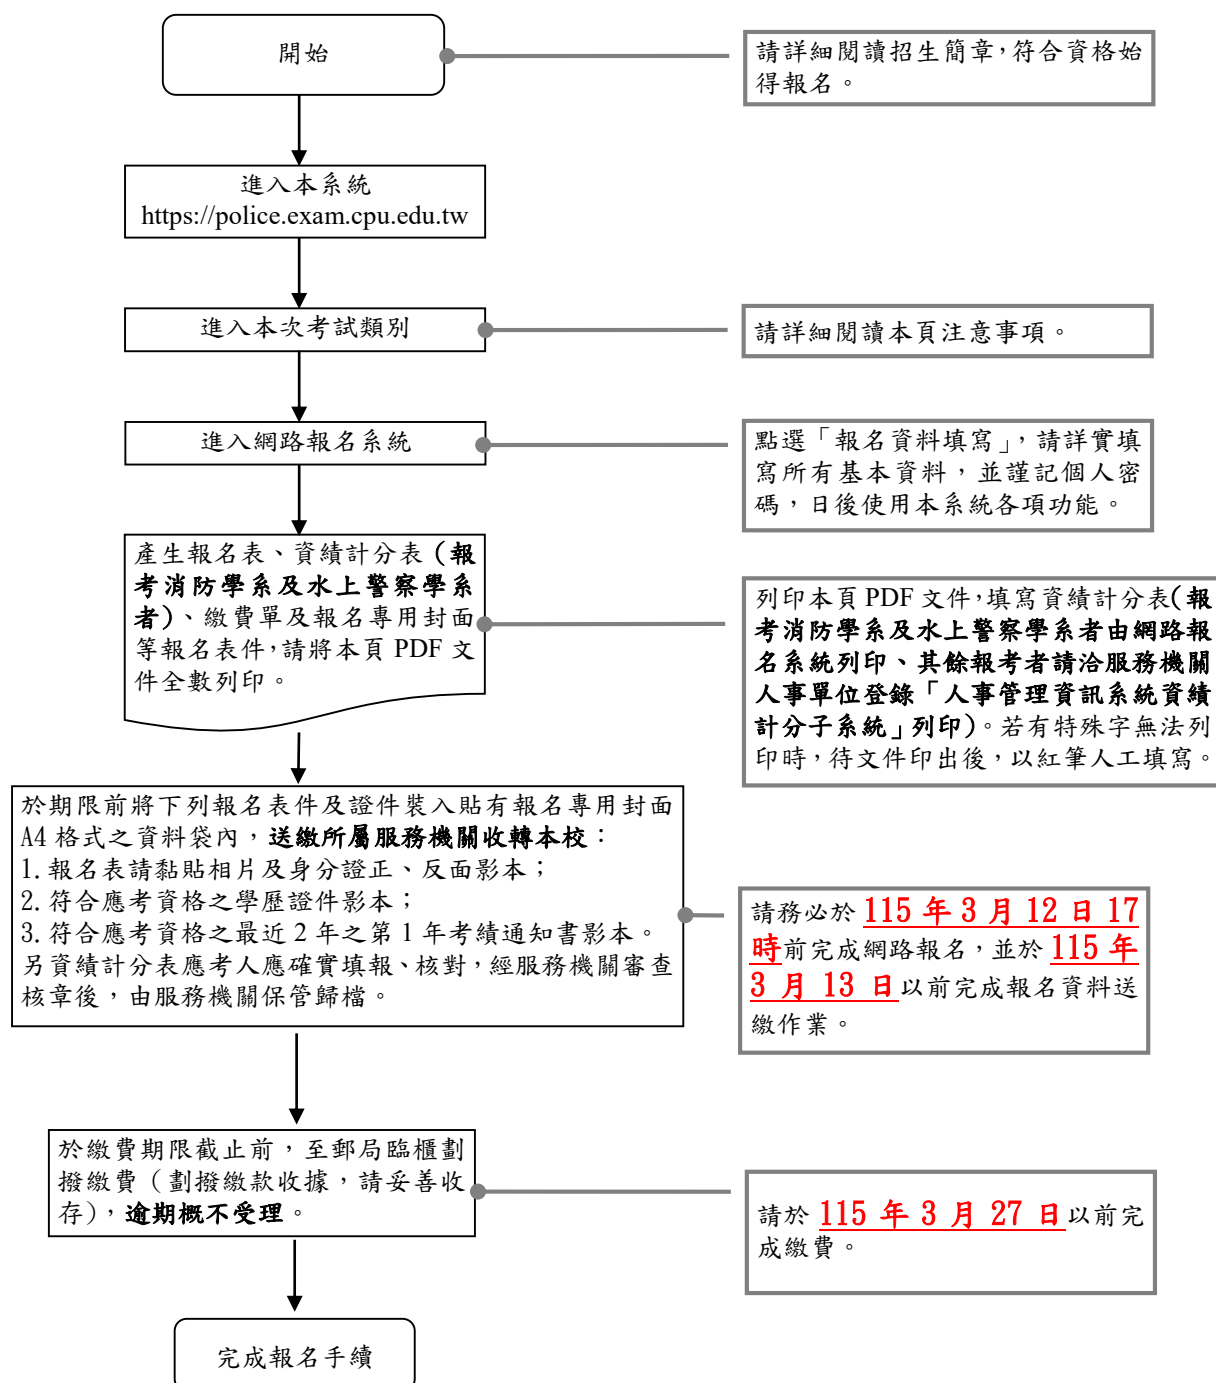 開始
請詳細閱讀招生簡章，符合資格始
得報名。
進入本系統
https://police.exam.cpu.edu.tw
進入本次考試類別
請詳細閱讀本頁注意事項。
進入網路報名系統
點選「報名資料填寫」，請詳實填
寫所有基本資料，並謹記個人密
碼，日後使用本系統各項功能。
產生報名表、資績計分表（報
考消防學系及水上警察學系
者）、繳費單及報名專用封面
等報名表件，請將本頁 PDF 文
件全數列印。
列印本頁 PDF 文件，填寫資績計分表(報
考消防學系及水上警察學系者由網路報
名系統列印、其餘報考者請洽服務機關
人事單位登錄「人事管理資訊系統資績
計分子系統」列印)。若有特殊字無法列
印時，待文件印出後，以紅筆人工填寫。
於期限前將下列報名表件及證件裝入貼有報名專用封面
A4 格式之資料袋內，送繳所屬服務機關收轉本校：
1.報名表請黏貼相片及身分證正、反面影本；
2.符合應考資格之學歷證件影本；
3.符合應考資格之最近 2 年之第 1 年考績通知書影本。
另資績計分表應考人應確實填報、核對，經服務機關審查
核章後，由服務機關保管歸檔。
請務必於 115 年 3 月 12 日 17
時前完成網路報名，並於 115 年
3 月 13 日以前完成報名資料送
繳作業。
於繳費期限截止前，至郵局臨櫃劃
撥繳費（劃撥繳款收據，請妥善收
存），逾期概不受理。
請於 115 年 3 月 27 日以前完
成繳費。
完成報名手續